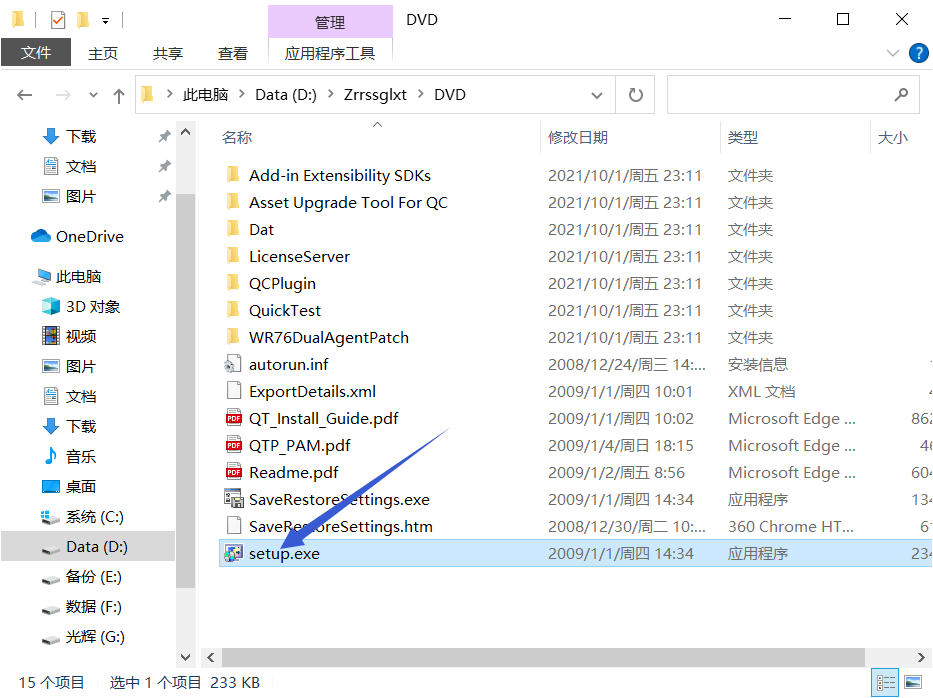 管理
DVD
文件 主页 共享 查看 应用程序工具
此电脑 Data (D:) Zrrssglxt DVD
下载
文档
图片
OneDrive
此电脑
3D 对象
视频
图片
文档
下载
音乐
桌面
系统 (C:)
Data (D:)
备份 (E:)
数据 (F:)
光辉 (G:)
名称 修改日期 类型 大小
Add-in Extensibility SDKs 2021/10/1/周五 23:11 文件夹
Asset Upgrade Tool For QC 2021/10/1/周五 23:11 文件夹
Dat 2021/10/1/周五 23:11 文件夹
LicenseServer 2021/10/1/周五 23:11 文件夹
QCPlugin 2021/10/1/周五 23:11 文件夹
QuickTest 2021/10/1/周五 23:11 文件夹
WR76DualAgentPatch 2021/10/1/周五 23:11 文件夹
autorun.inf 2008/12/24/周三 14:... 安装信息
ExportDetails.xml 2009/1/1/周四 10:01 XML 文档
QT_Install_Guide.pdf 2009/1/1/周四 10:02 Microsoft Edge ... 862
QTP_PAM.pdf 2009/1/4/周日 18:15 Microsoft Edge ... 46
Readme.pdf 2009/1/2/周五 8:56 Microsoft Edge ... 604
SaveRestoreSettings.exe 2009/1/1/周四 14:34 应用程序 134
SaveRestoreSettings.htm 2008/12/30/周二 10:... 360 Chrome HT... 61
setup.exe 2009/1/1/周四 14:34 应用程序 234
15 个项目 选中 1 个项目 233 KB